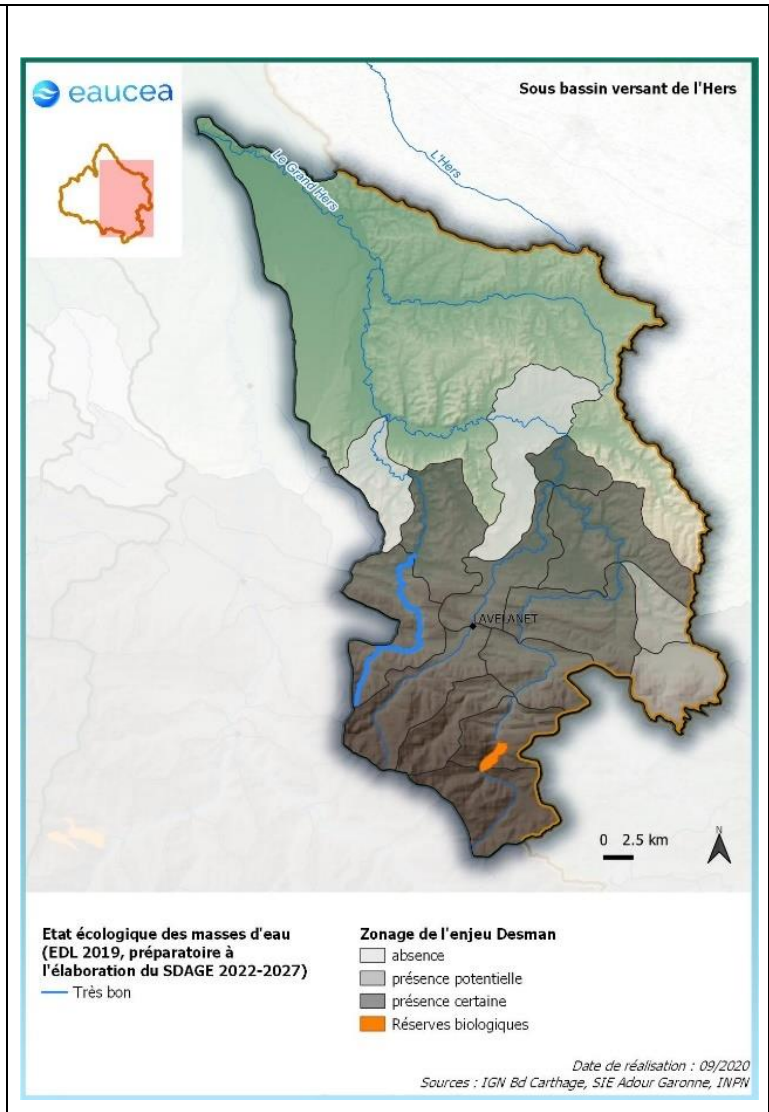 eaucea
Sous bassin versant de l'Hers
L'Hers
Le Grand Hers
LAVELANET
0 2.5 km
N
Etat écologique des masses d'eau
(EDL 2019, préparatoire à
l'élaboration du SDAGE 2022-2027)
Très bon
Zonage de l'enjeu Desman
absence
présence potentielle
présence certaine
Réserves biologiques
Date de réalisation : 09/2020
Sources : IGN Bd Carthage, SIE Adour Garonne, INPN